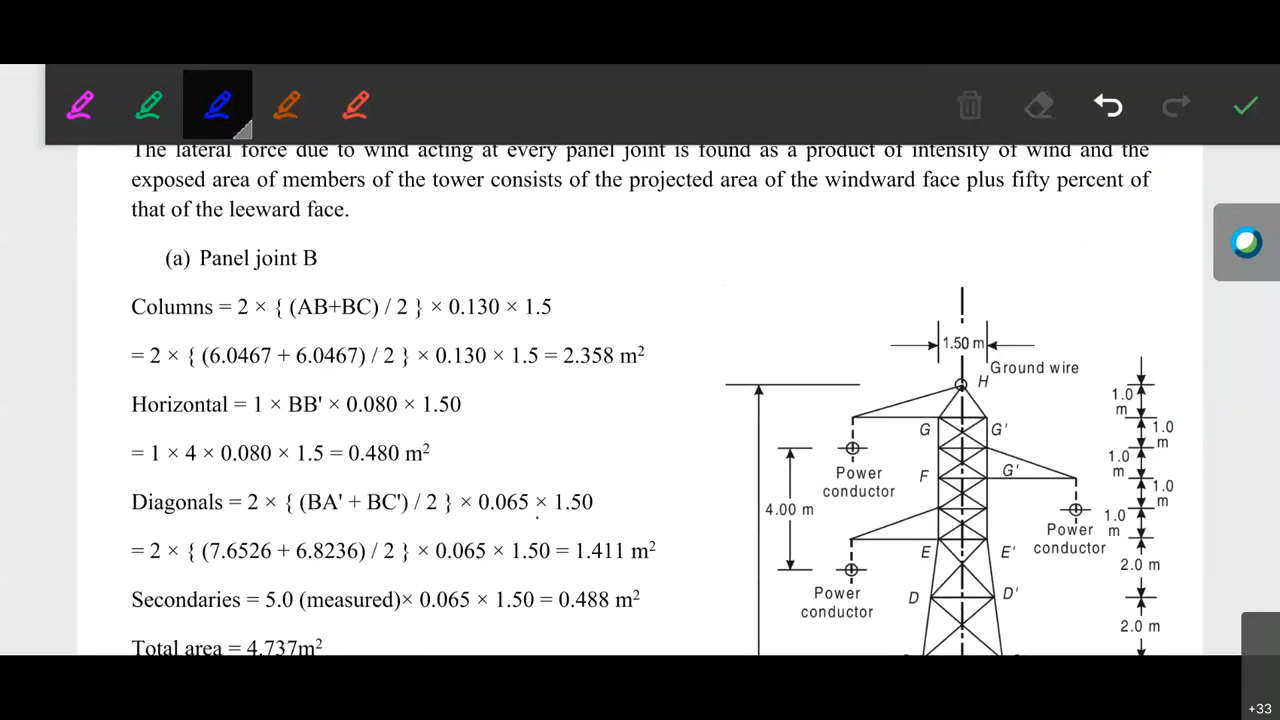 The lateral force due to wind acting at every panel joint is found as a product of intensity of wind and the
exposed area of members of the tower consists of the projected area of the windward face plus fifty percent of
that of the leeward face.
(a) Panel joint B
Columns = 2 × { (AB+BC) / 2 } × 0.130 × 1.5
= 2 × { (6.0467 + 6.0467) / 2 } × 0.130 × 1.5 = 2.358 m²
Horizontal = 1 × BB' × 0.080 × 1.50
= 1 × 4 × 0.080 × 1.5 = 0.480 m²
Diagonals = 2 × { (BA' + BC') / 2 } × 0.065 × 1.50
= 2 × { (7.6526 + 6.8236) / 2 } × 0.065 × 1.50 = 1.411 m²
Secondaries = 5.0 (measured)× 0.065 × 1.50 = 0.488 m²
Total area = 4.737m²
1.50 m
Ground wire
H
1.0
m
G
G'
1.0
m
Power
conductor
F
G'
1.0
m
1.0
m
4.00 m
Power
conductor
1.0
m
E
E'
2.0 m
Power
conductor
D
D'
2.0 m
+33